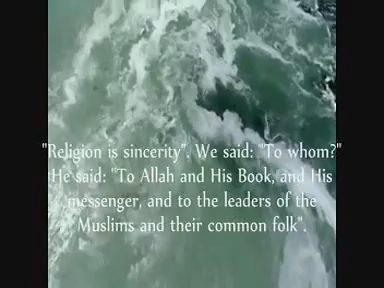 "Religion is sincerity". We said: "To whom?"
He said: "To Allah and His Book, and His
messenger, and to the leaders of the
Muslims and their common folk".